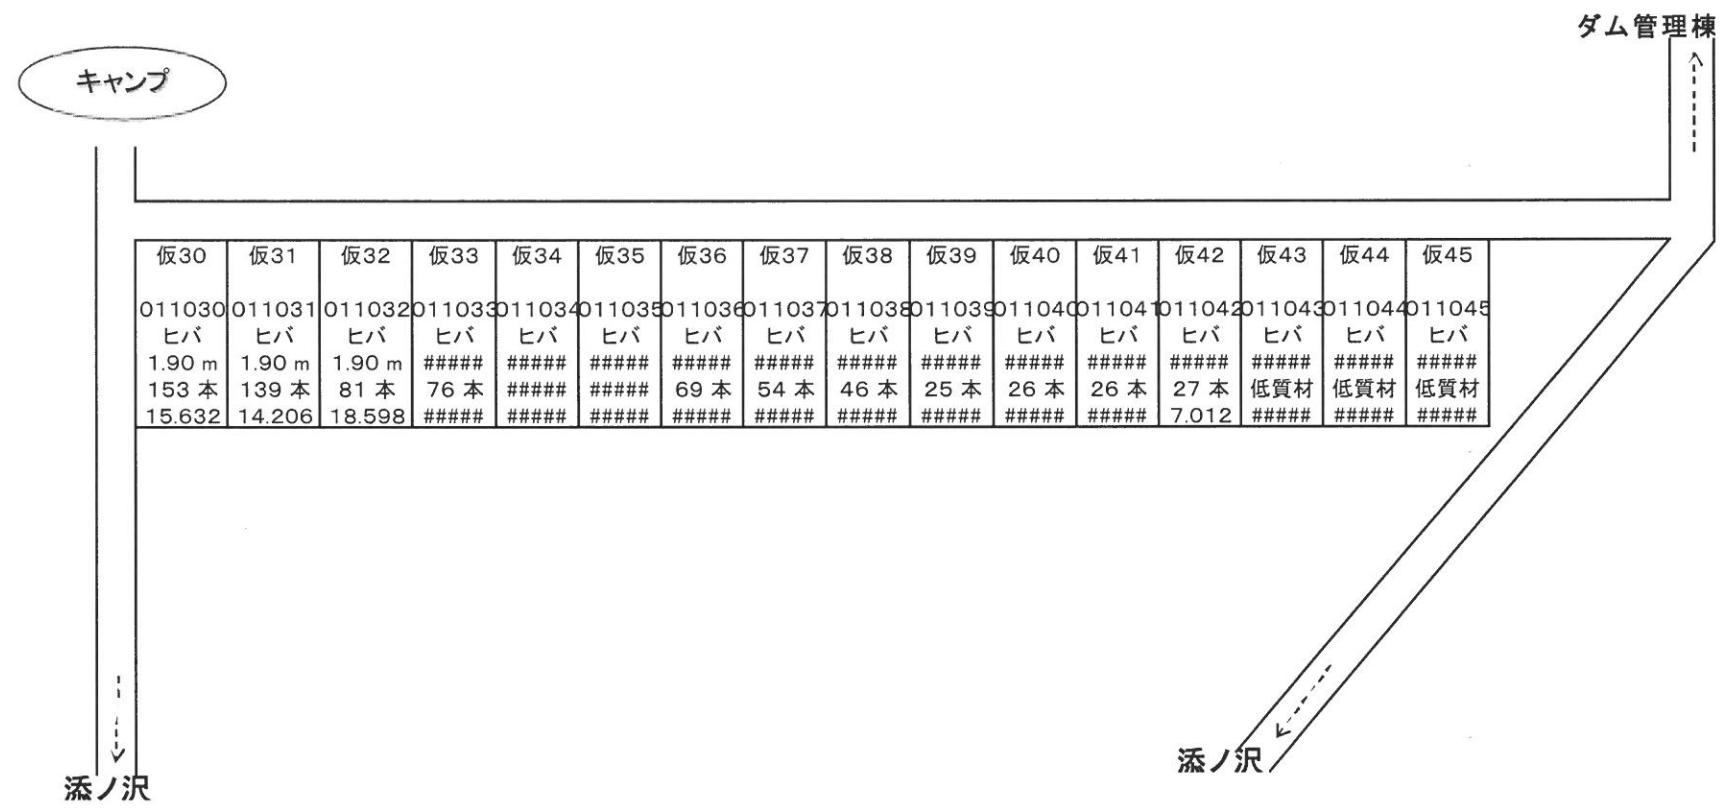 ダム管理棟
キャンプ
仮30 仮31 仮32 仮33 仮34 仮35 仮36 仮37 仮38 仮39 仮40 仮41 仮42 仮43 仮44 仮45
011030 011031 011032 011033 011034 011035 011036 011037 011038 011039 011040 011041 011042 011043 011044 011045
ヒバ ヒバ ヒバ ヒバ ヒバ ヒバ ヒバ ヒバ ヒバ ヒバ ヒバ ヒバ ヒバ ヒバ ヒバ ヒバ
1.90 m 1.90 m 1.90 m ##### ##### ##### ##### ##### ##### ##### ##### ##### ##### ##### ##### #####
153 本 139 本 81 本 76 本 ##### ##### 69 本 54 本 46 本 25 本 26 本 26 本 27 本 低質材 低質材 低質材
15.632 14.206 18.598 ##### ##### ##### ##### ##### ##### ##### ##### ##### 7.012 ##### ##### #####
添ノ沢
添ノ沢